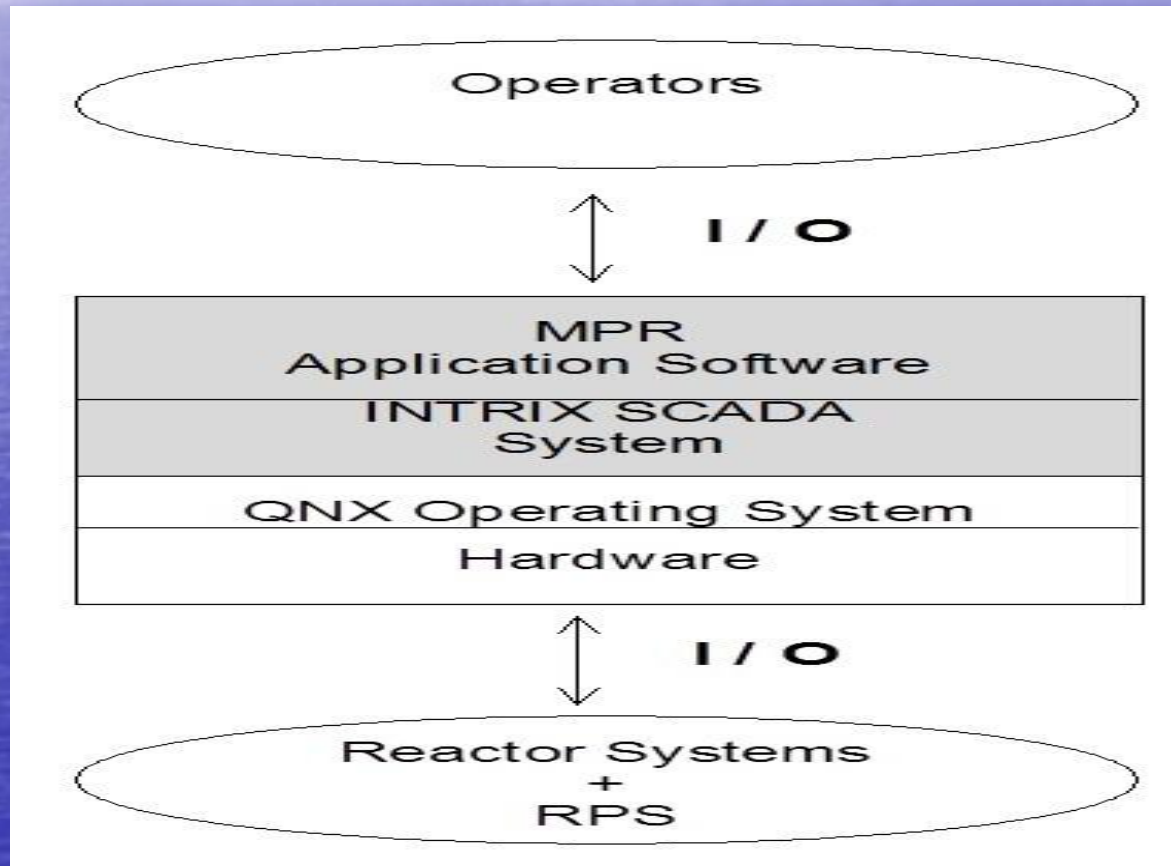 Operators
I / O
MPR
Application Software
INTRIX SCADA
System
QNX Operating System
Hardware
I / O
Reactor Systems
+
RPS